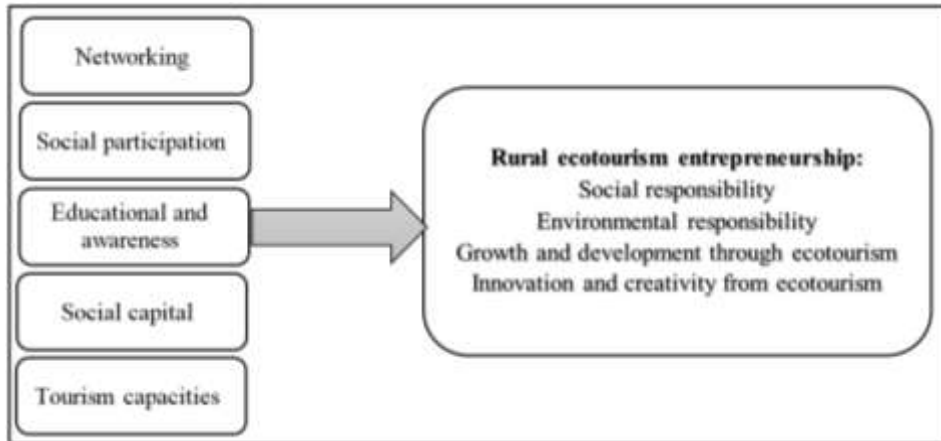 Networking
Social participation
Educational and
awareness
Social capital
Tourism capacities
Rural ecotourism entrepreneurship:
Social responsibility
Environmental responsibility
Growth and development through ecotourism
Innovation and creativity from ecotourism